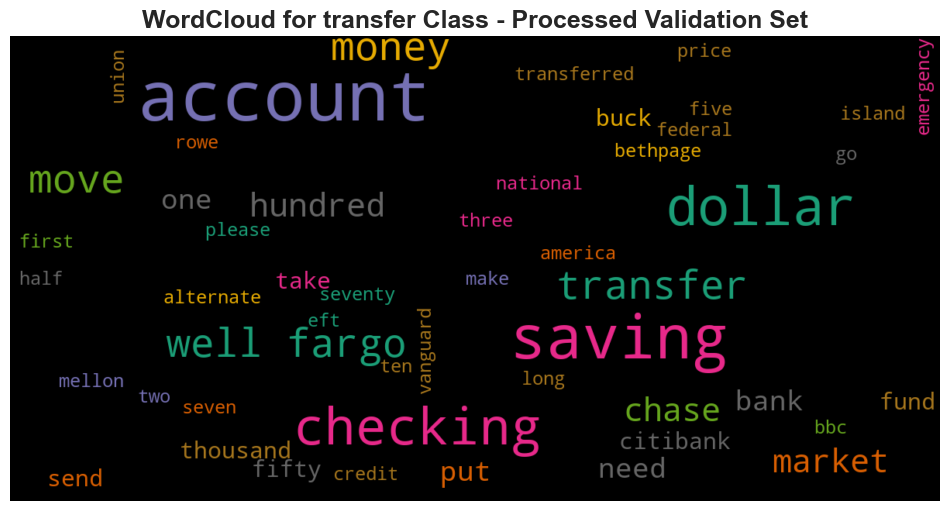 WordCloud for transfer Class - Processed Validation Set
money
price
union
transferred
emergency
account
buck
five
island
federal
rowe
bethpage
go
move
national
one
hundred
dollar
three
please
first
america
half
take
make
transfer
alternate
seventy
eft
well fargo
saving
vanguard
ten
mellon
long
two
seven
chase
bank
fund
checking
bbc
citibank
thousand
market
fifty
credit
put
need
send